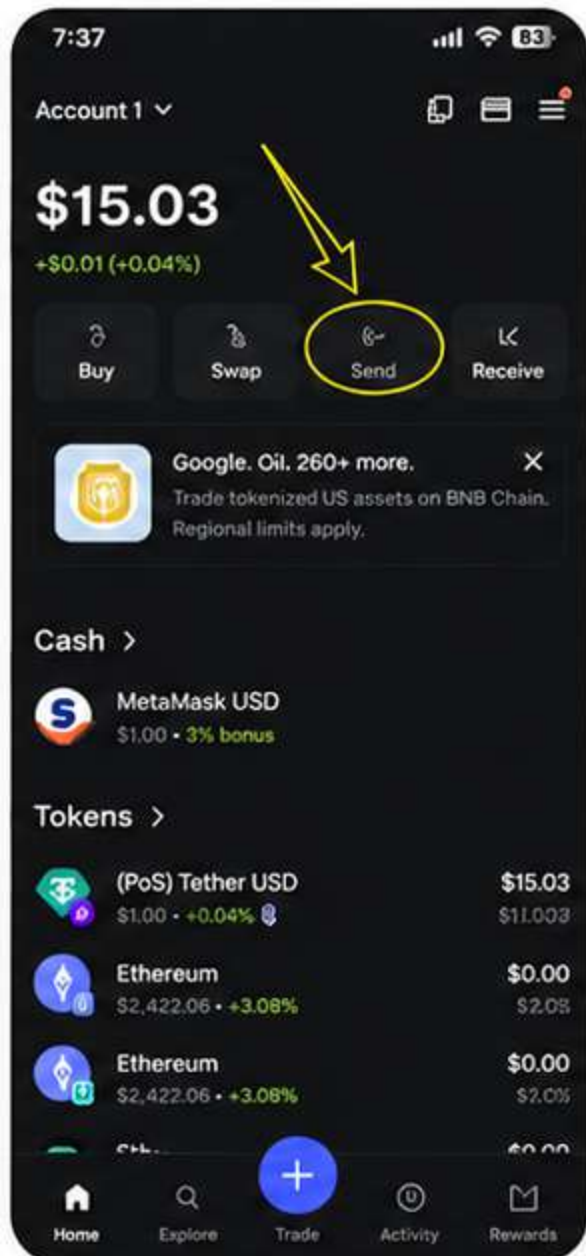 7:37
83
Account 1
$15.03
+$0.01 (+0.04%)
Buy
Swap
Send
Receive
Google. Oil. 260+ more.
Trade tokenized US assets on BNB Chain.
Regional limits apply.
Cash >
MetaMask USD
$1.00 • 3% bonus
Tokens >
(PoS) Tether USD
$15.03
$1.00 • +0.04%
Ethereum
$0.00
$2,422.06 • +3.08%
Ethereum
$0.00
$2,422.06 • +3.08%
$0.00
Home
Explore
Trade
Activity
Rewards